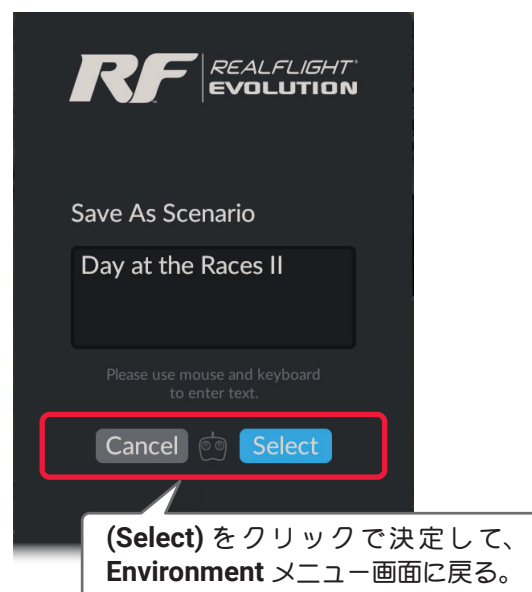 RF REALFLIGHT
EVOLUTION
Save As Scenario
Day at the Races II
Please use mouse and keyboard
to enter text.
Cancel Select
(Select) をクリックで決定して、
Environment メニュー画面に戻る。